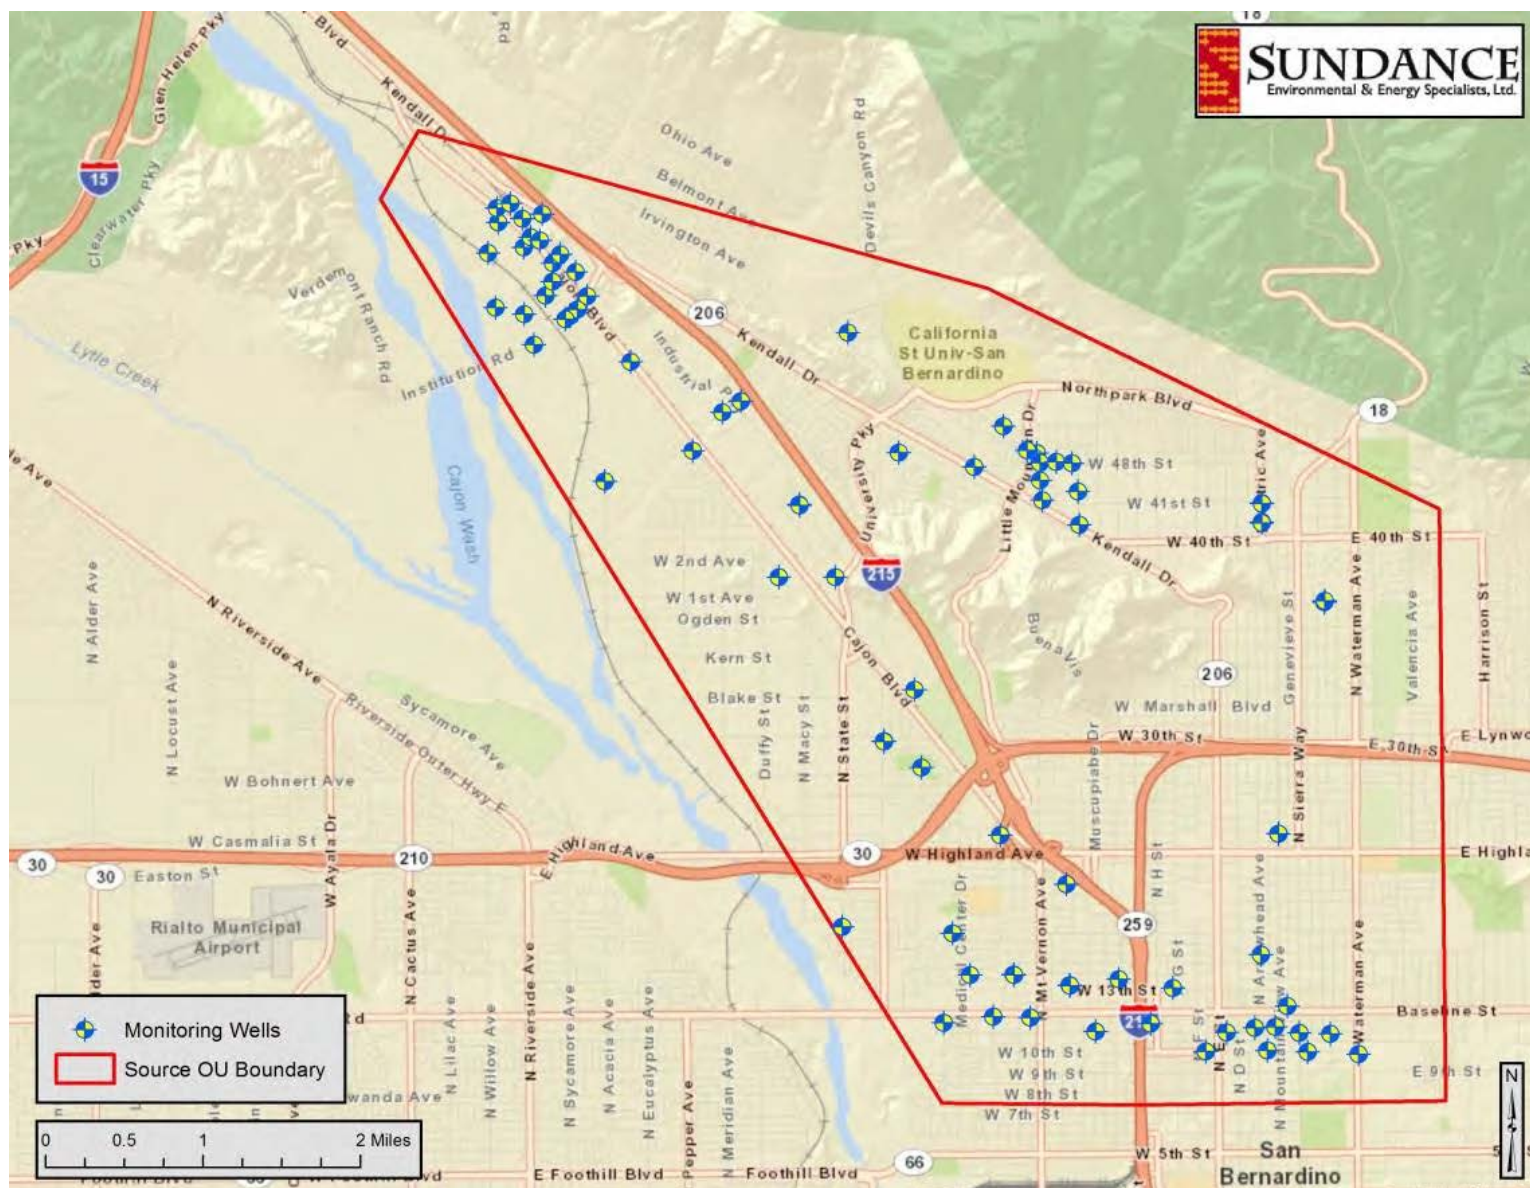 18
SUNDANCE
Environmental & Energy Specialists, Ltd.
Blvd
Rd
Glen Helen Pky
Kendall Dr
Ohio Ave
Devils Canyon Rd
15
Clearwater Pky
Belmont Ave
Irvington Ave
Pky
Verdemont Ranch Rd
206
California
St Univ-San
Bernardino
Kendall Dr
Blvd
Industrial
Lytle Creek
Institution Rd
Northpark Blvd
18
University Pky
W 48th St
W 41st St
W 40th St
E 40th St
Kendall Dr
Cajon Wash
W 2nd Ave
215
W 1st Ave
Ogden St
Kern St
Blake St
N Alder Ave
N Riverside Ave
Genevieve St
N Waterman Ave
Valencia Ave
Harrison St
206
Cajon Blvd
N Locust Ave
Sycamore Ave
Riverside Ave
Outer Hwy E
Duffy St
N Macy St
N State St
W Marshall Blvd
W 30th St
E 30th St
E Lynwo
W Bohnert Ave
Muscupiabe Dr
N Sierra Way
W Casmalia St
E Highland Ave
30
30
210
30
W Highland Ave
E Highla
Easton St
W Ayala Dr
N H St
Rialto Municipal
Airport
N Cactus Ave
Medical Center Dr
N Mt Vernon Ave
259
G St
N Arrowhead Ave
Waterman Ave
N Riverside Ave
W 13th St
Baseline St
Monitoring Wells
Source OU Boundary
N Lilac Ave
N Willow Ave
N Sycamore Ave
N Acacia Ave
N Eucalyptus Ave
Pepper Ave
N Meridian Ave
W 10th St
W 9th St
W 8th St
W 7th St
F St
N E St
N D St
E 9th St
N
0 0.5 1 2 Miles
66
W 5th St
San
Bernardino
E Foothill Blvd
Foothill Blvd